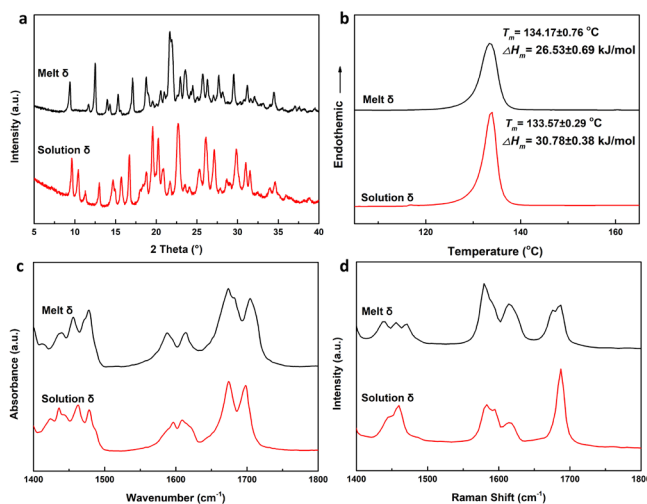 a
Melt δ
Solution δ
Intensity (a.u.)
5 10 15 20 25 30 35 40
2 Theta (°)
b
Tm= 134.17±0.76 °C
ΔHm= 26.53±0.69 kJ/mol
Melt δ
Tm= 133.57±0.29 °C
ΔHm= 30.78±0.38 kJ/mol
Solution δ
Endothemic
120 140 160
Temperature (°C)
c
Melt δ
Solution δ
Absorbance (a.u.)
1400 1500 1600 1700 1800
Wavenumber (cm-1)
d
Melt δ
Solution δ
Intensity (a.u.)
1400 1500 1600 1700 1800
Raman Shift (cm-1)